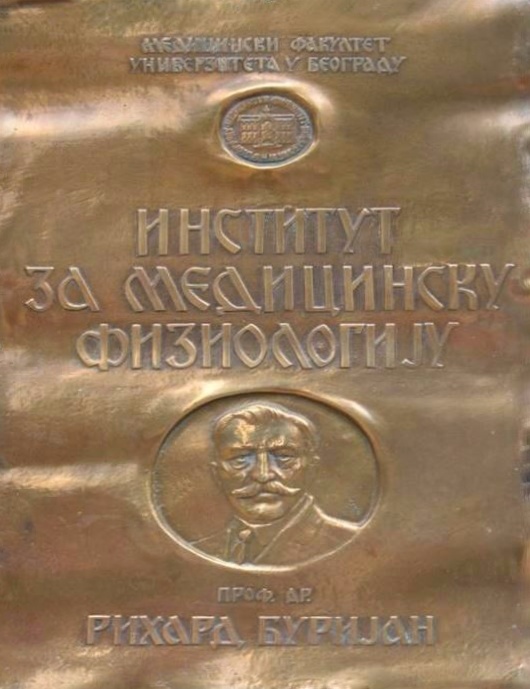 МЕДИЦИНСКИ ФАКУЛТЕТ
УНИВЕРЗИТЕТА У БЕОГРАДУ
ИНСТИТУТ
ЗА МЕДИЦИНСКУ
ФИЗИОЛОГИЈУ
ПРОФ. ДР.
РИХАРД БУРИЈАН